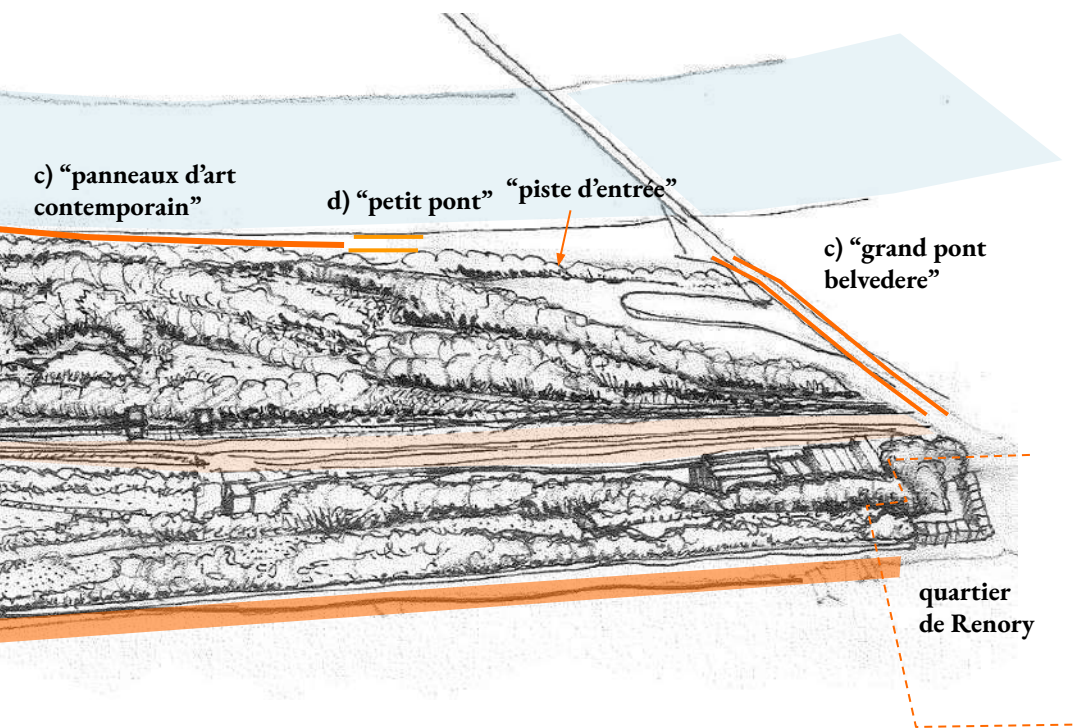 c) “panneaux d’art
contemporain”
d) “petit pont”
“piste d’entrée”
c) “grand pont
belvedere”
quartier
de Renory